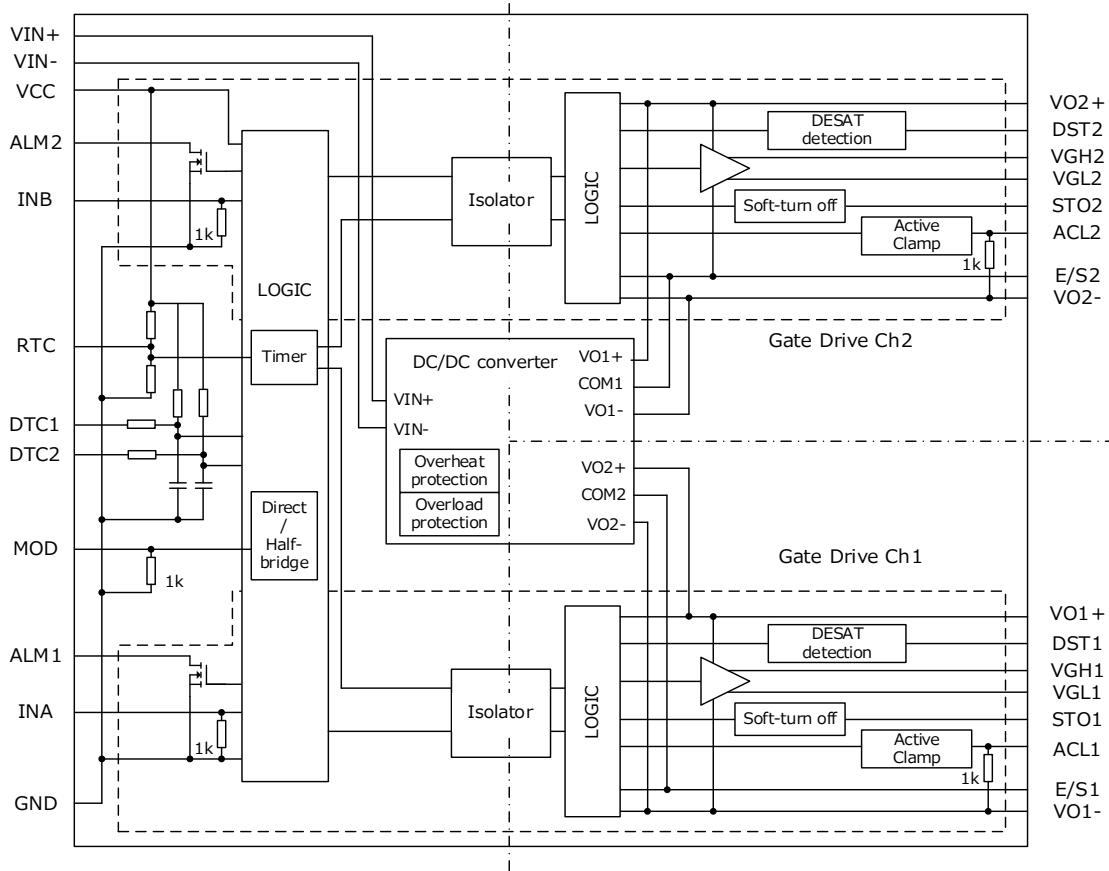 VIN+
VIN-
VCC
ALM2
INB
1k
RTC
DTC1
DTC2
MOD
1k
ALM1
INA
1k
GND
LOGIC
Timer
Direct
/
Half-
bridge
Isolator
LOGIC
DESAT
detection
Soft-turn off
Active
Clamp
1k
VO2+
DST2
VGH2
VGL2
STO2
ACL2
E/S2
VO2-
Gate Drive Ch2
DC/DC converter
VIN+
VIN-
Overheat
protection
Overload
protection
VO1+
COM1
VO1-
VO2+
COM2
VO2-
Gate Drive Ch1
Isolator
LOGIC
DESAT
detection
Soft-turn off
Active
Clamp
1k
VO1+
DST1
VGH1
VGL1
STO1
ACL1
E/S1
VO1-